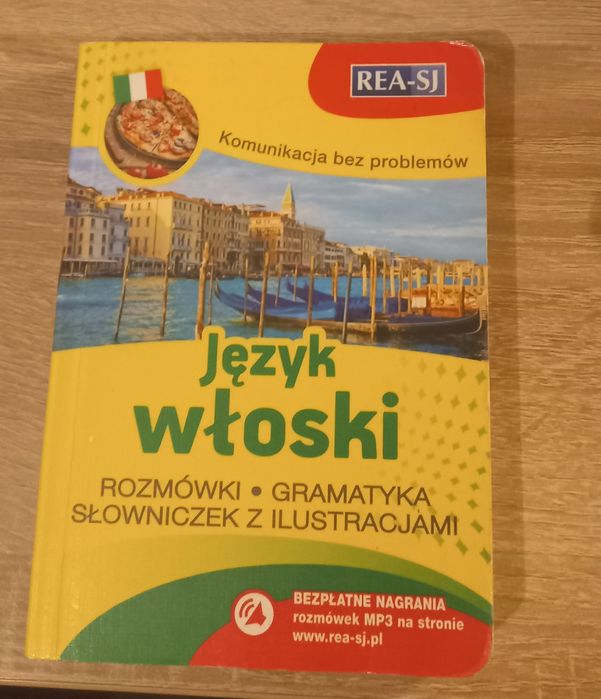 REA-SJ
Komunikacja bez problemów
Język
włoski
ROZMÓWKI • GRAMATYKA
SŁOWNICZEK Z ILUSTRACJAMI
BEZPŁATNE NAGRANIA
rozmówek MP3 na stronie
www.rea-sj.pl